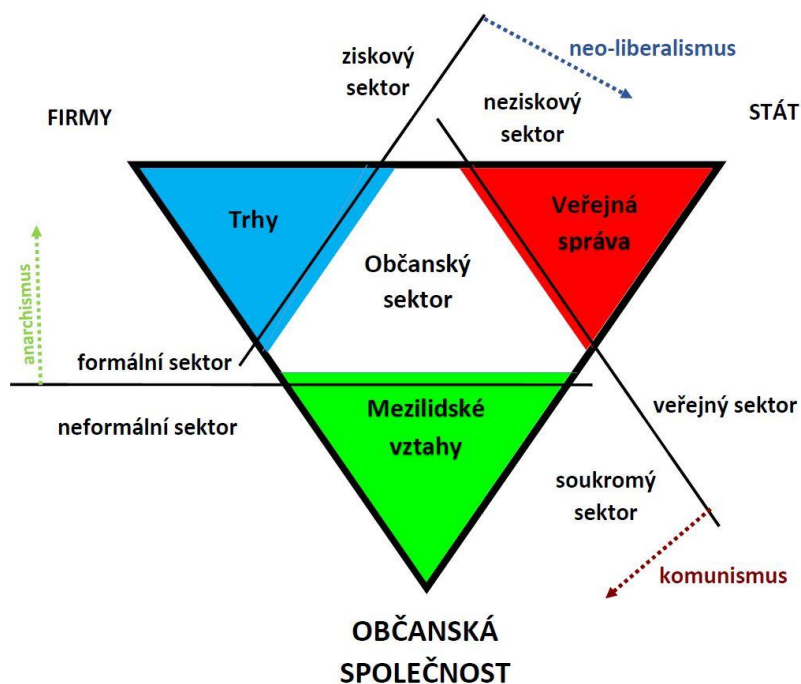 ziskový
sektor
neo-liberalismus
neziskový
sektor
FIRMY
STÁT
Trhy
Veřejná
správa
Občanský
sektor
anarchismus
formální sektor
neformální sektor
Mezilidské
vztahy
veřejný sektor
soukromý
sektor
komunismus
OBČANSKÁ
SPOLEČNOST